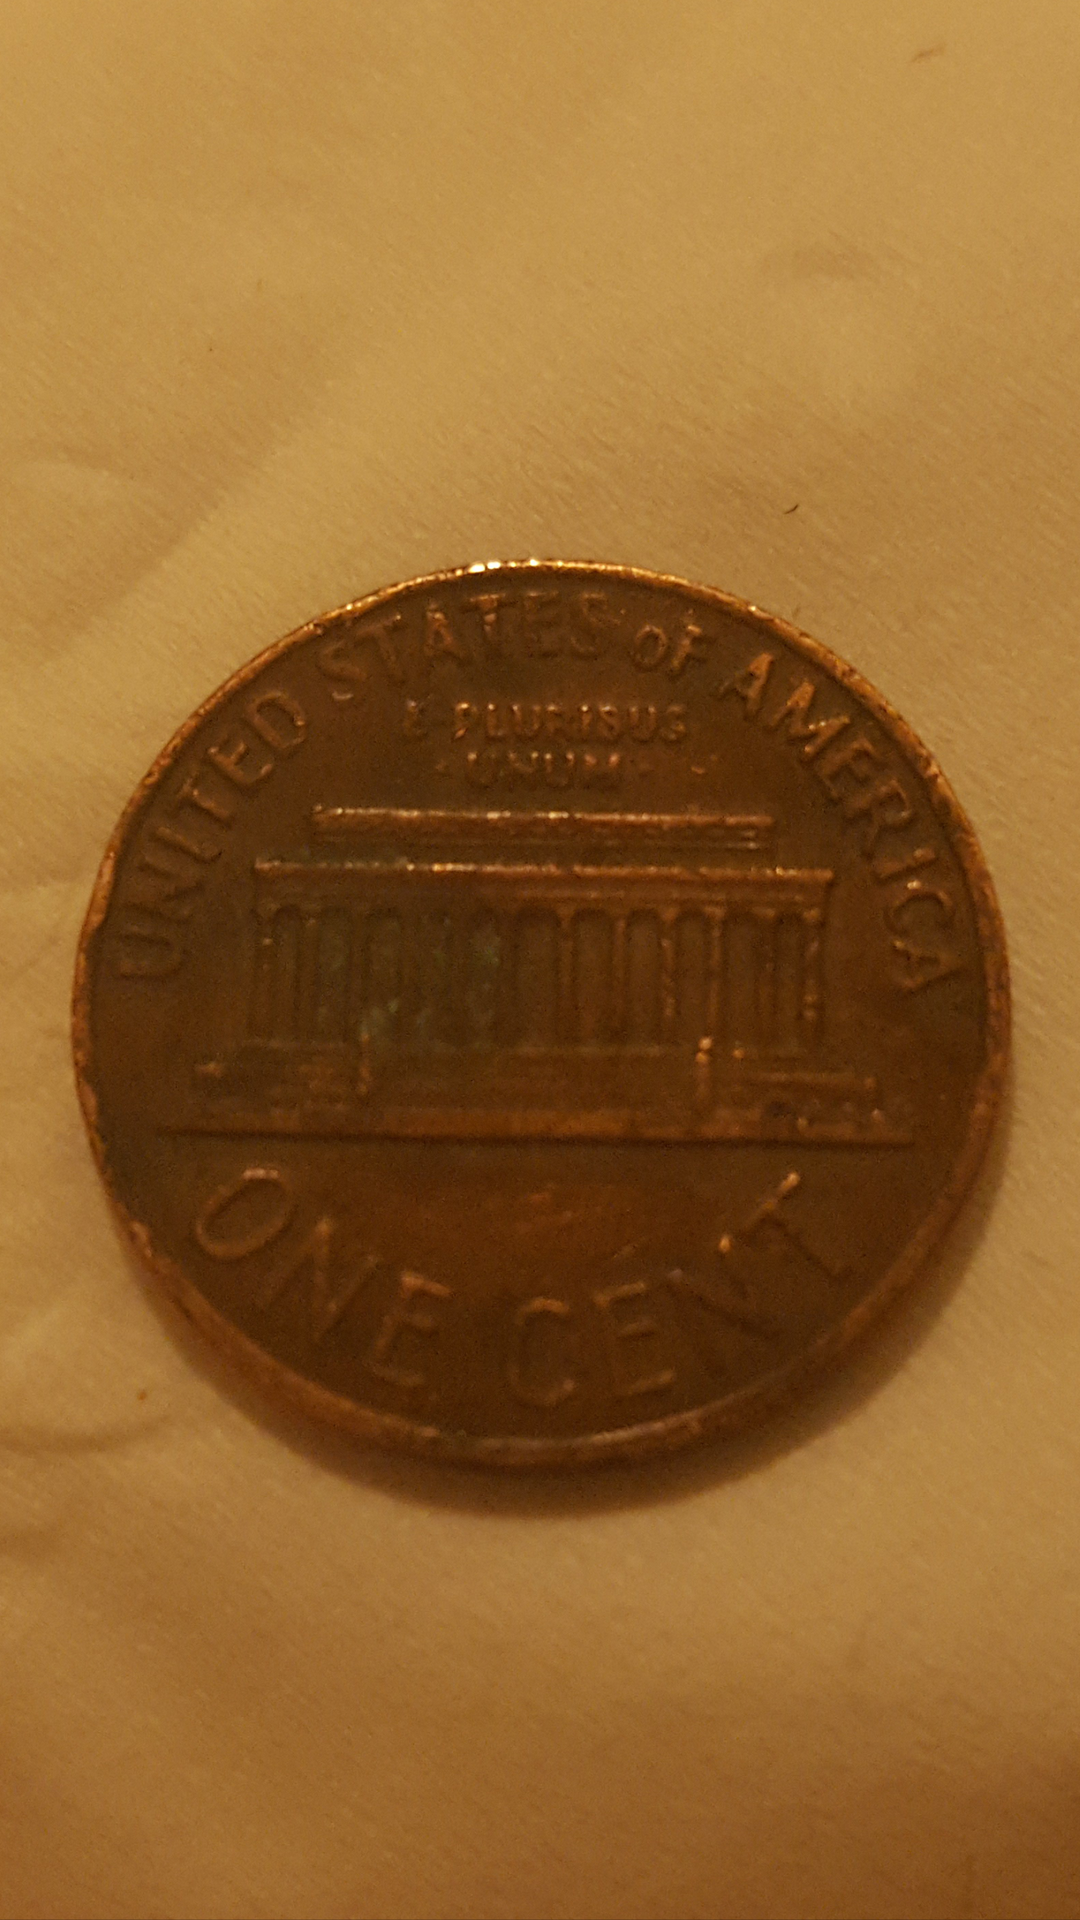 UNITED STATES OF AMERICA
E PLURIBUS
·UNUM·
ONE CENT